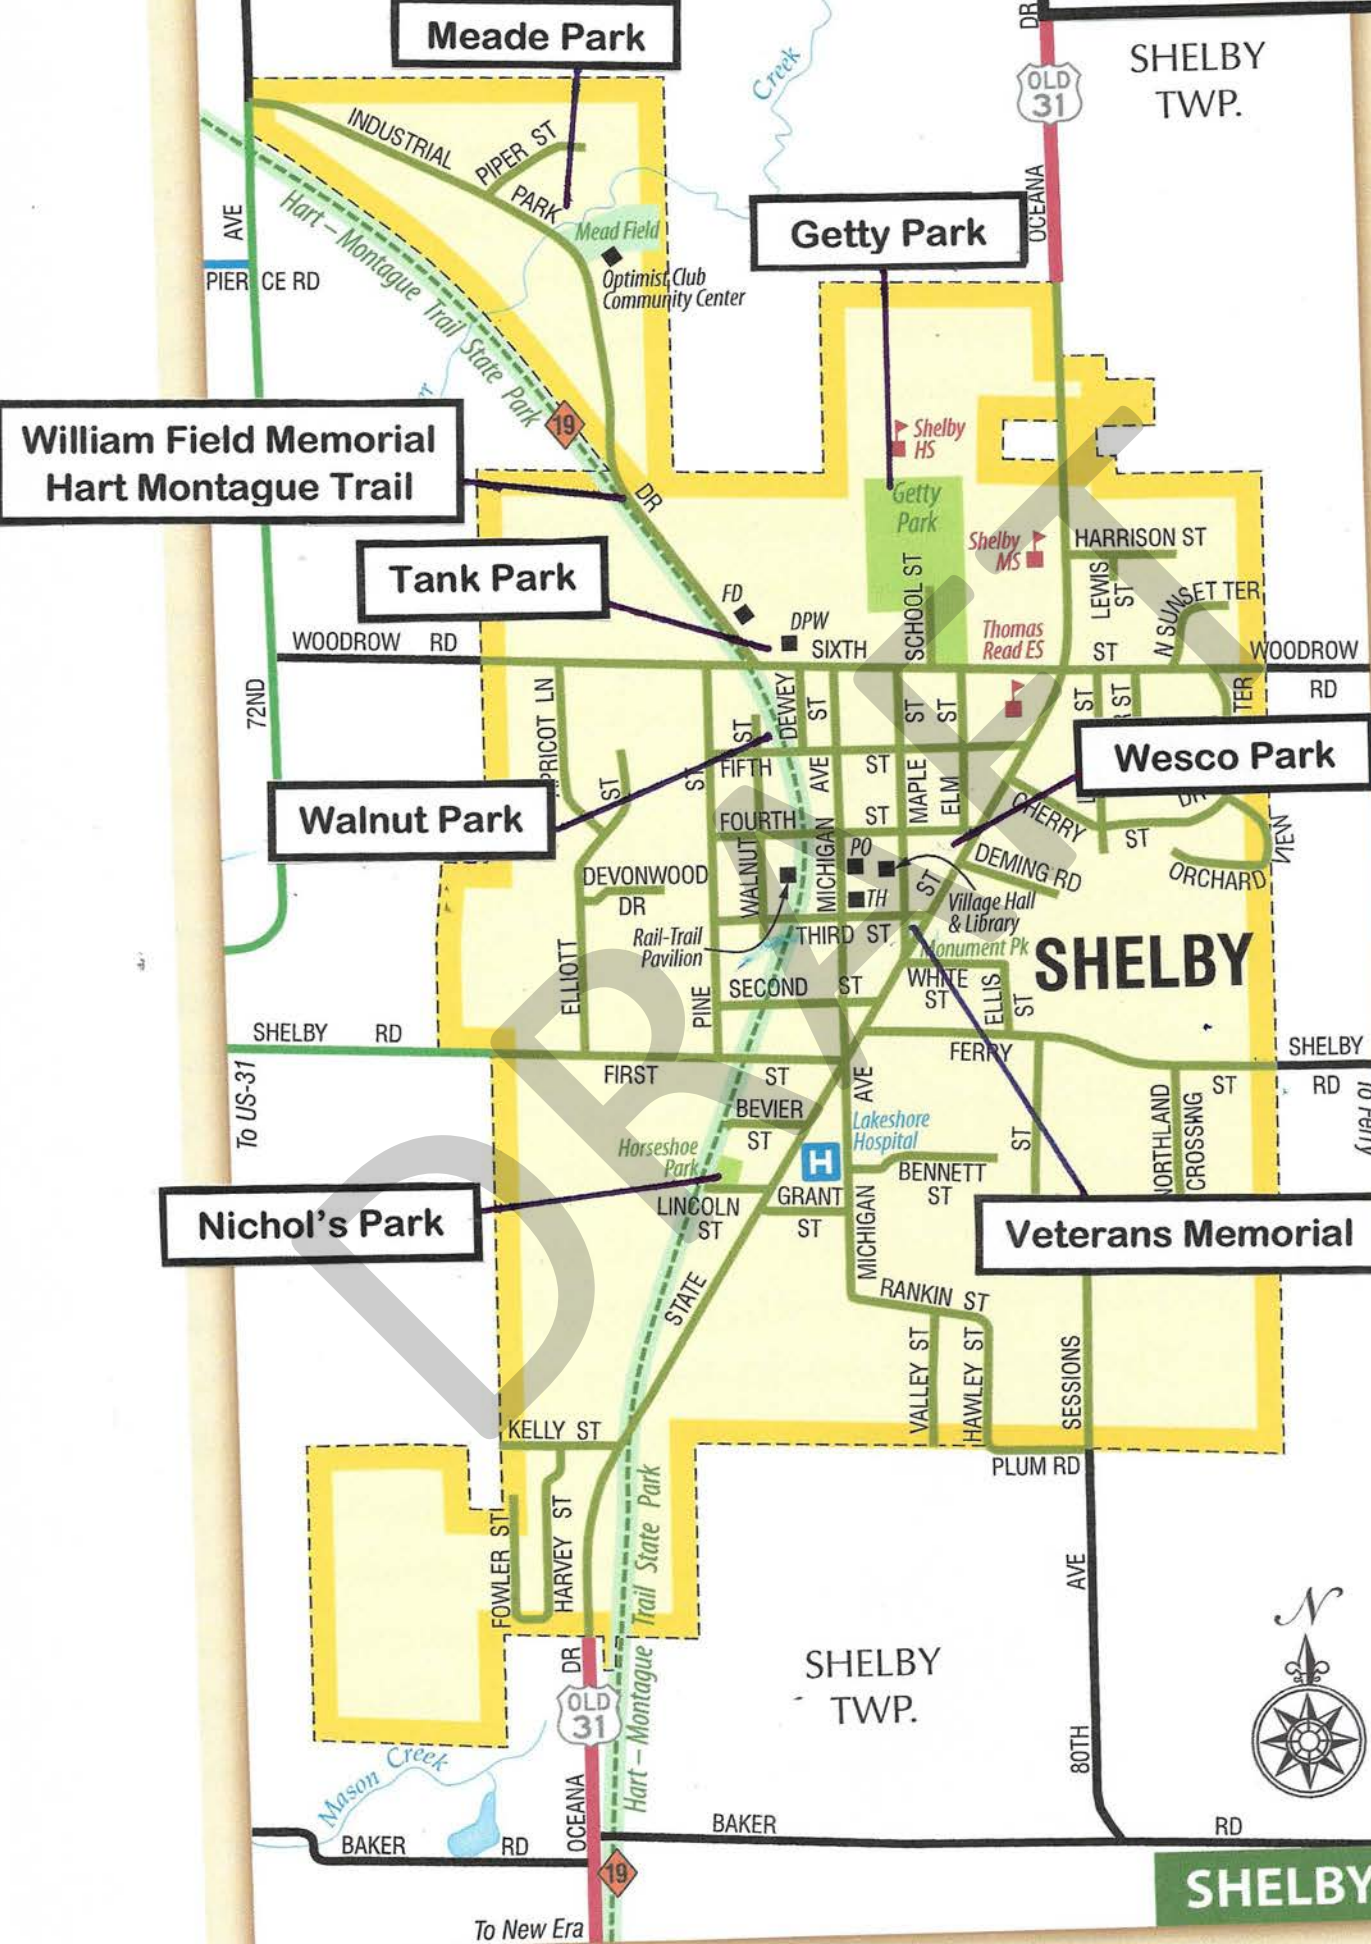 Meade Park
DR
SHELBY
TWP.
OLD
31
OCEANA
Creek
INDUSTRIAL
PIPER ST
PARK
AVE
PIER CE RD
Hart – Montague Trail State Park
Mead Field
Optimist Club
Community Center
Getty Park
19
William Field Memorial
Hart Montague Trail
DR
Shelby
HS
Getty
Park
Shelby
MS
HARRISON ST
LEWIS
ST
N SUNSET TER
Tank Park
FD
DPW
SIXTH
SCHOOL ST
Thomas
Read ES
ST
WOODROW RD
WOODROW
RD
72ND
DEWEY
ST
ST
ST
ST
ST
TER
Wesco Park
Walnut Park
ST
ST
FIFTH
AVE
ST
MAPLE
ELM
FOURTH
ST
CHERRY
ST
DR
NEW
ORCHARD
DEVONWOOD
DR
WALNUT
MICHIGAN
PO
TH
ST
DEMING RD
Village Hall
& Library
Rail-Trail
Pavilion
THIRD ST
Monument Pk
SHELBY
ELLIOTT
PINE
SECOND ST
WHITE
ST
ELLIS
ST
SHELBY RD
FERRY
SHELBY
RD
To US-31
FIRST
ST
AVE
ST
BEVIER
ST
Lakeshore
Hospital
H
Horseshoe
Park
ST
CROSSING
BENNETT
ST
Nichol's Park
LINCOLN
ST
GRANT
ST
MICHIGAN
Veterans Memorial
STATE
RANKIN ST
VALLEY ST
HAWLEY ST
SESSIONS
KELLY ST
PLUM RD
FOWLER ST
HARVEY ST
Hart – Montague Trail State Park
AVE
DR
OLD
31
SHELBY
TWP.
N
Mason Creek
80TH
OCEANA
BAKER RD
BAKER
RD
19
SHELBY
To New Era
DRAFT